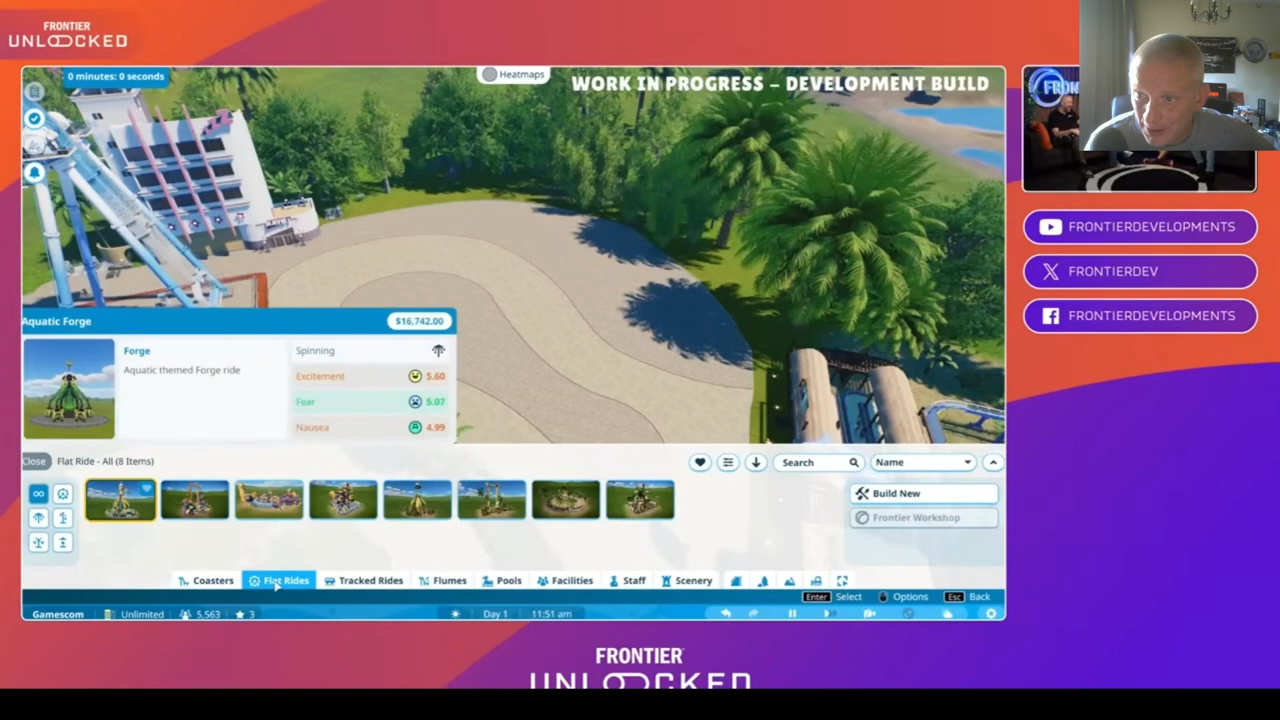 FRONTIER
UNLOCKED
0 minutes: 0 seconds
Heatmaps
WORK IN PROGRESS – DEVELOPMENT BUILD
FRONTIERDEVELOPMENTS
FRONTIERDEV
FRONTIERDEVELOPMENTS
Aquatic Forge
$16,742.00
Forge
Aquatic themed Forge ride
Spinning
Excitement 5.60
Fear 5.07
Nausea 4.99
Close
Flat Ride - All (8 Items)
Search
Name
Build New
Frontier Workshop
Coasters
Flat Rides
Tracked Rides
Flumes
Pools
Facilities
Staff
Scenery
Enter Select
Options
Esc Back
Gamescom
Unlimited
5,563
3
Day 1
11:51 am
FRONTIER
UNLOCKED